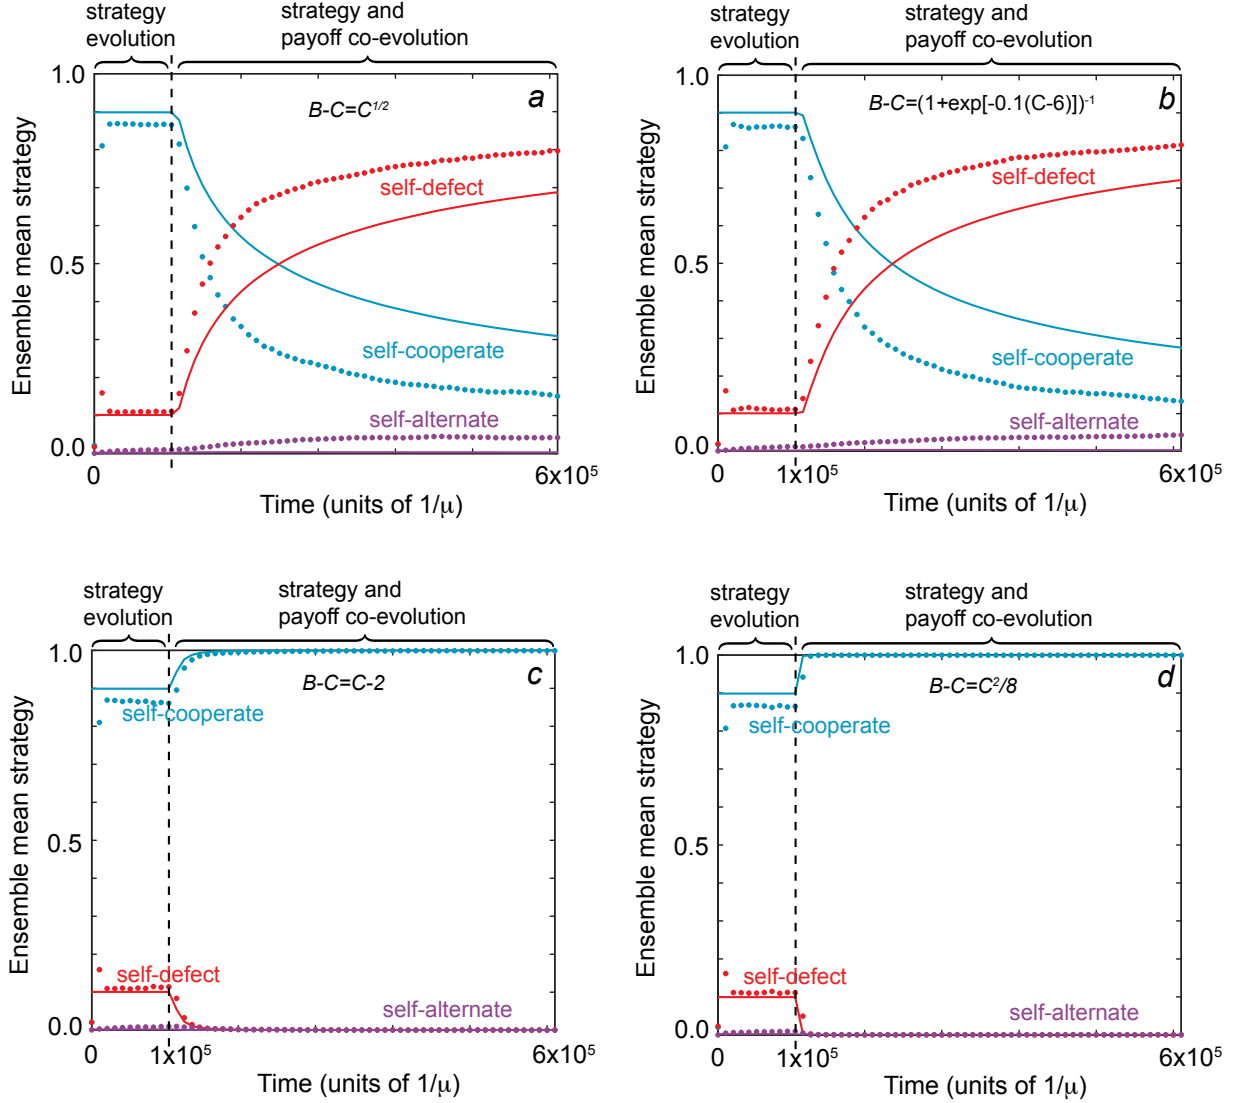 strategy
evolution
strategy and
payoff co-evolution
1.0
a
B-C=C^{1/2}
self-defect
0.5
self-cooperate
self-alternate
0.0
0
6x10^5
Ensemble mean strategy
Time (units of 1/μ)
strategy
evolution
strategy and
payoff co-evolution
1.0
b
B-C=(1+exp[-0.1(C-6)])^{-1}
self-defect
0.5
self-cooperate
self-alternate
0.0
0
1x10^5
6x10^5
Ensemble mean strategy
Time (units of 1/μ)
strategy
evolution
strategy and
payoff co-evolution
1.0
c
B-C=C-2
self-cooperate
0.5
self-defect
self-alternate
0.0
0
1x10^5
6x10^5
Ensemble mean strategy
Time (units of 1/μ)
strategy
evolution
strategy and
payoff co-evolution
1.0
d
B-C=C^2/8
self-cooperate
0.5
self-defect
self-alternate
0.0
0
1x10^5
6x10^5
Ensemble mean strategy
Time (units of 1/μ)